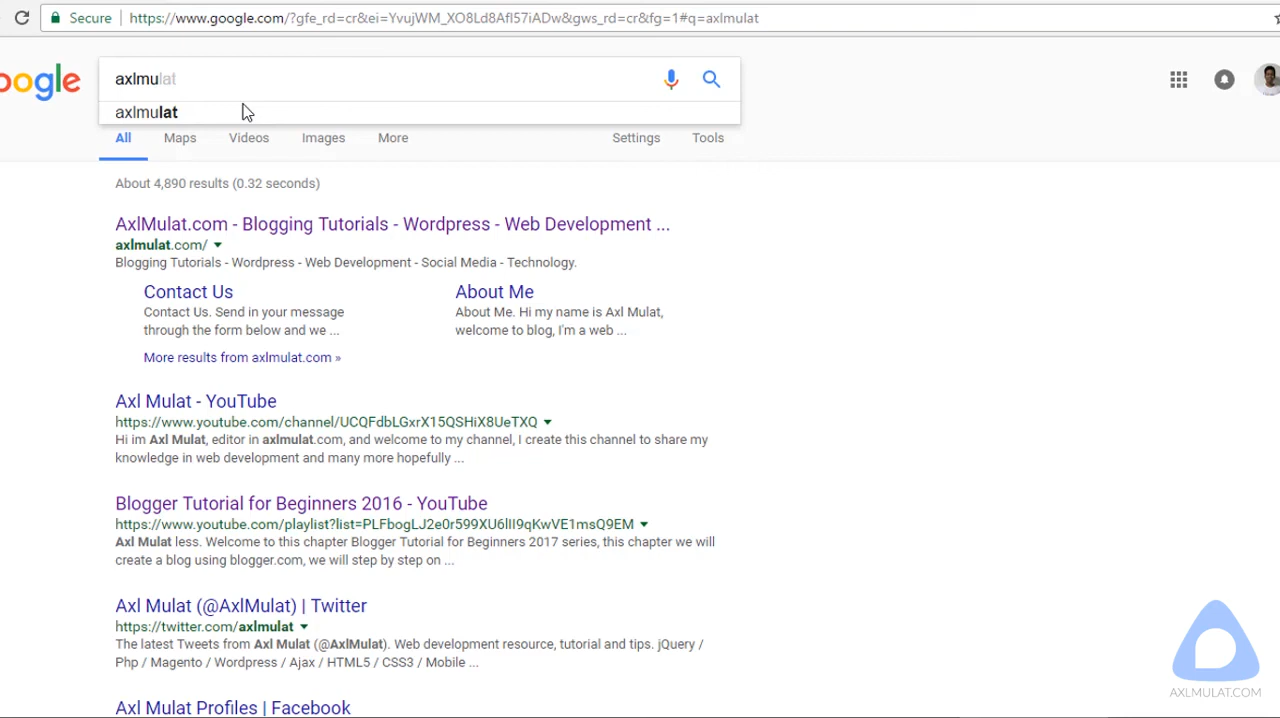 Secure | https://www.google.com/?gfe_rd=cr&ei=YvujWM_XO8Ld8AfI57iADw&gws_rd=cr&fg=1#q=axlmulat
oogle
axlmulat
axlmulat
All Maps Videos Images More Settings Tools
About 4,890 results (0.32 seconds)
AxlMulat.com - Blogging Tutorials - Wordpress - Web Development ...
axlmulat.com/
Blogging Tutorials - Wordpress - Web Development - Social Media - Technology.
Contact Us
Contact Us. Send in your message
through the form below and we ...
About Me
About Me. Hi my name is Axl Mulat,
welcome to blog, I'm a web ...
More results from axlmulat.com »
Axl Mulat - YouTube
https://www.youtube.com/channel/UCQFdbLGxrX15QSHiX8UeTXQ
Hi im Axl Mulat, editor in axlmulat.com, and welcome to my channel, I create this channel to share my
knowledge in web development and many more hopefully ...
Blogger Tutorial for Beginners 2016 - YouTube
https://www.youtube.com/playlist?list=PLFbogLJ2e0r599XU6lII9qKwVE1msQ9EM
Axl Mulat less. Welcome to this chapter Blogger Tutorial for Beginners 2017 series, this chapter we will
create a blog using blogger.com, we will step by step on ...
Axl Mulat (@AxlMulat) | Twitter
https://twitter.com/axlmulat
The latest Tweets from Axl Mulat (@AxlMulat). Web development resource, tutorial and tips. jQuery /
Php / Magento / Wordpress / Ajax / HTML5 / CSS3 / Mobile ...
Axl Mulat Profiles | Facebook
AXLMULAT.COM